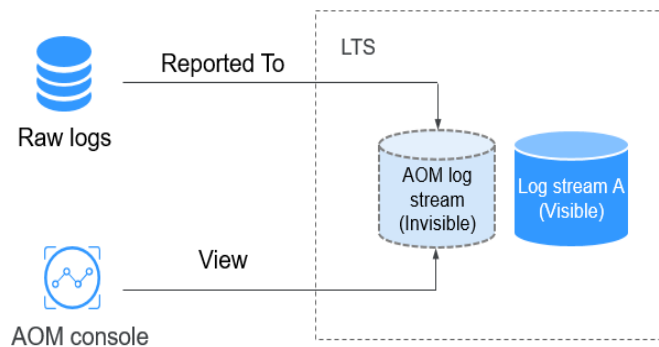 LTS
Reported To
Raw logs
AOM log
stream
(Invisible)
Log stream A
(Visible)
View
AOM console